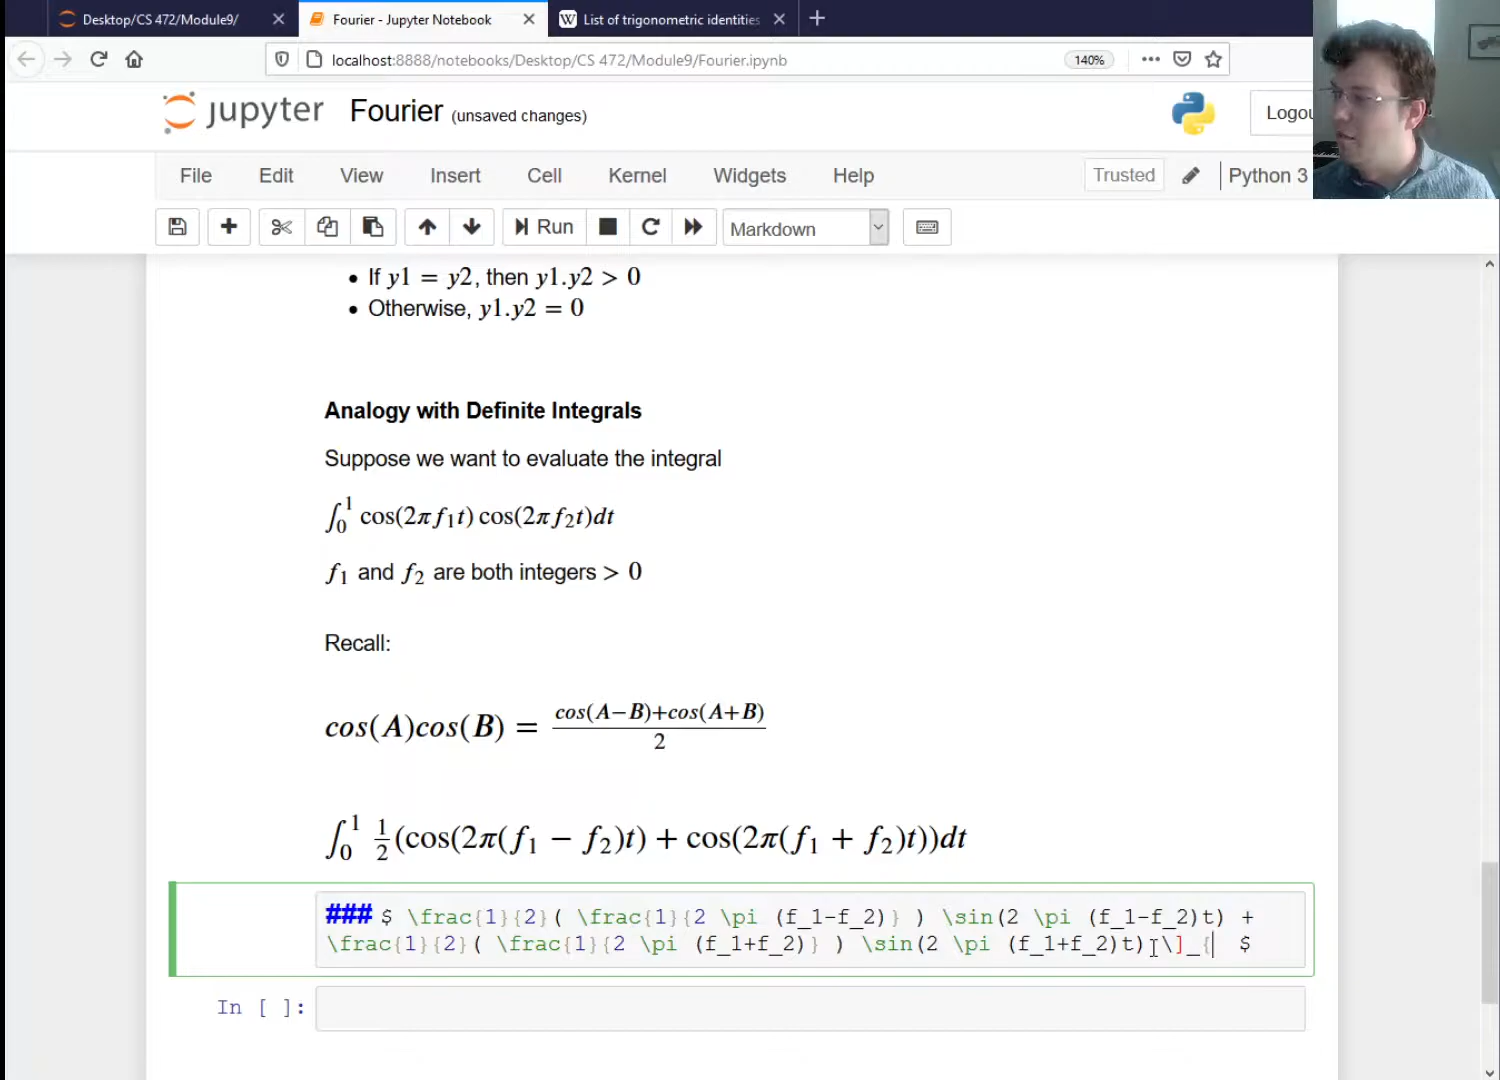 Desktop/CS 472/Module9/
Fourier - Jupyter Notebook
W List of trigonometric identities
localhost:8888/notebooks/Desktop/CS 472/Module9/Fourier.ipynb
140%
jupyter Fourier (unsaved changes)
Logou
File Edit View Insert Cell Kernel Widgets Help
Trusted
Python 3
Run
Markdown
• If y1 = y2, then y1.y2 > 0
• Otherwise, y1.y2 = 0
Analogy with Definite Integrals
Suppose we want to evaluate the integral
∫₀¹ cos(2πf₁t) cos(2πf₂t)dt
f₁ and f₂ are both integers > 0
Recall:
cos(A)cos(B) = cos(A−B)+cos(A+B) / 2
∫₀¹ ½(cos(2π(f₁ − f₂)t) + cos(2π(f₁ + f₂)t))dt
### $ \frac{1}{2}( \frac{1}{2 \pi (f_1-f_2)} ) \sin(2 \pi (f_1-f_2)t) +
\frac{1}{2}( \frac{1}{2 \pi (f_1+f_2)} ) \sin(2 \pi (f_1+f_2)t) \]_{ $
In [ ]: